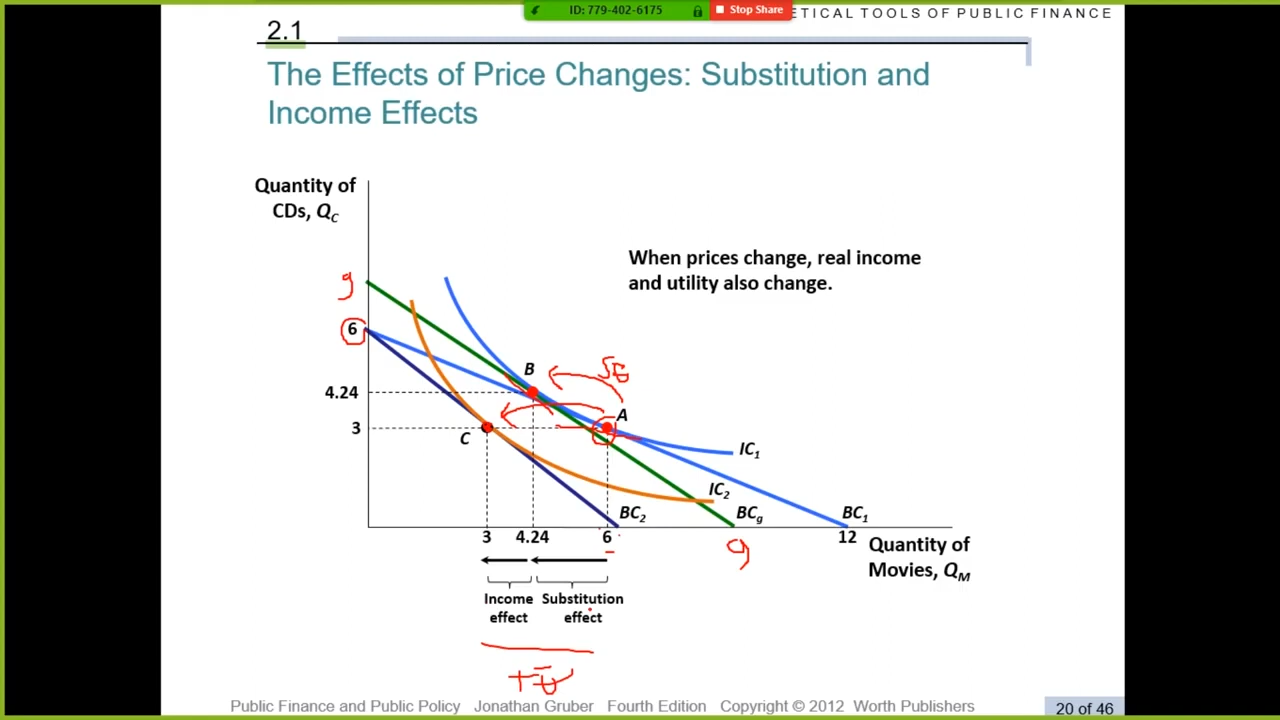 ID: 779-402-6175
Stop Share
ETICAL TOOLS OF PUBLIC FINANCE
2.1
The Effects of Price Changes: Substitution and
Income Effects
Quantity of
CDs, QC
When prices change, real income
and utility also change.
9
6
B
SE
4.24
A
3
C
IC1
IC2
BC2
BCg
BC1
3
4.24
6
12
9
Quantity of
Movies, QM
Income
effect
Substitution
effect
Public Finance and Public Policy Jonathan Gruber Fourth Edition Copyright © 2012 Worth Publishers
20 of 46